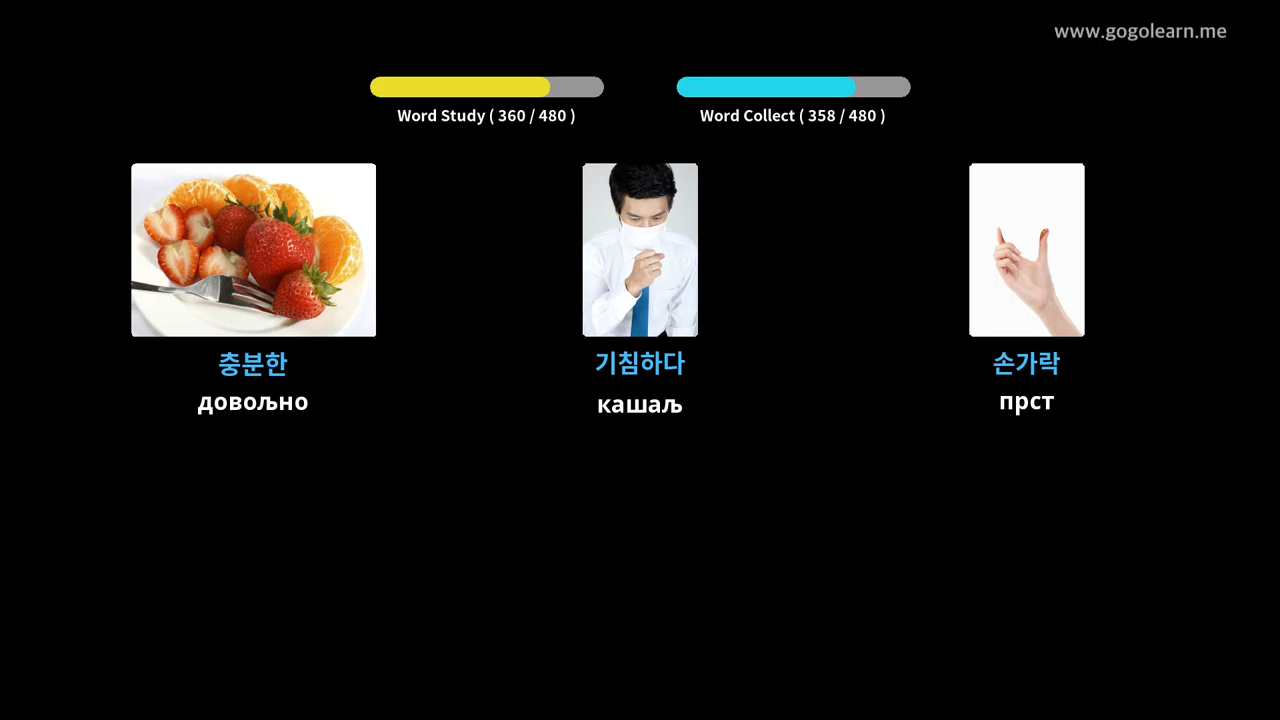 www.gogolearn.me
Word Study ( 360 / 480 )
Word Collect ( 358 / 480 )
충분한
довољно
기침하다
кашаљ
손가락
прст